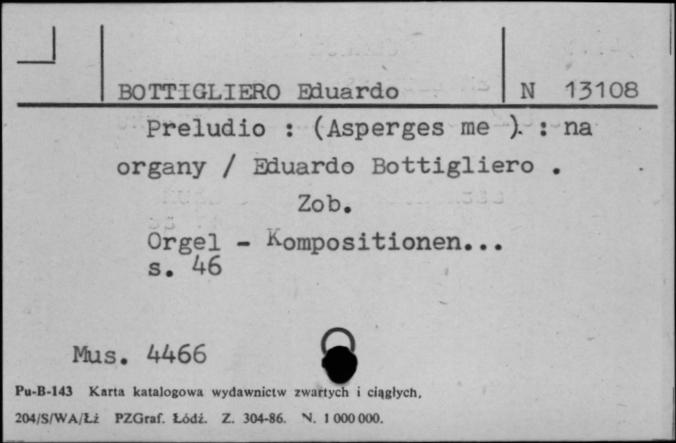 BOTTIGLIERO Eduardo N 13108
Preludio : (Asperges me ). : na
organy / Eduardo Bottigliero .
Zob.
Orgel - Kompositionen...
s. 46
Mus. 4466
Pu-B-143 Karta katalogowa wydawnictw zwartych i ciągłych.
204/S/WA/Łż PZGraf. Łódź. Z. 304-86. N. 1 000 000.